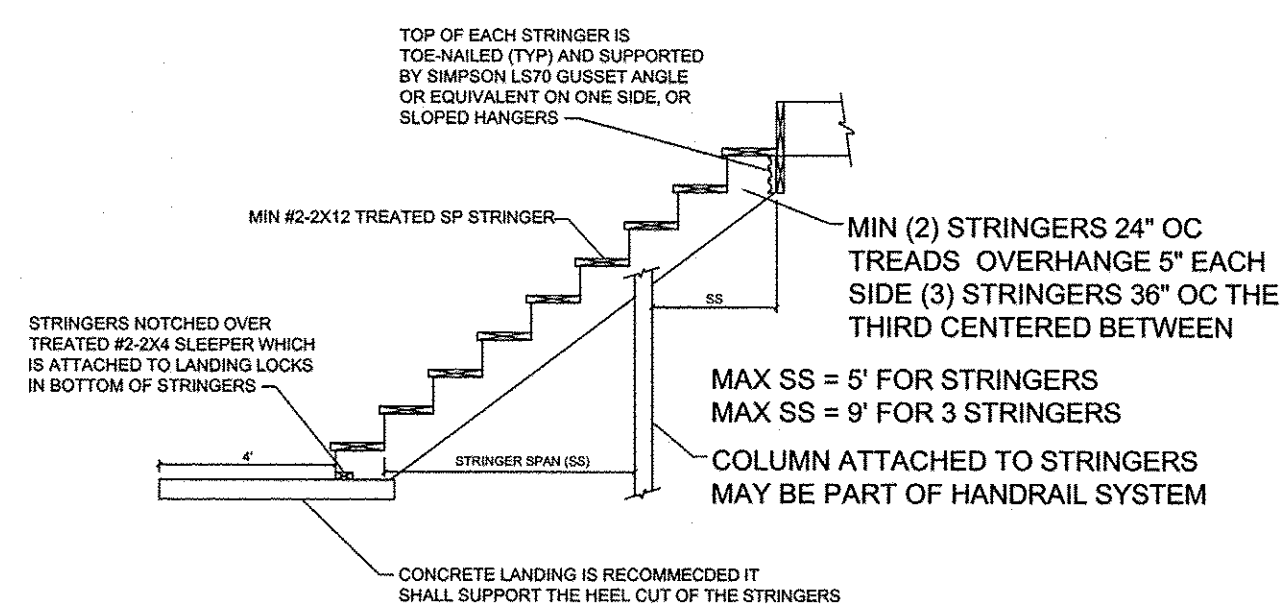 TOP OF EACH STRINGER IS
TOE-NAILED (TYP) AND SUPPORTED
BY SIMPSON LS70 GUSSET ANGLE
OR EQUIVALENT ON ONE SIDE, OR
SLOPED HANGERS
MIN #2-2X12 TREATED SP STRINGER
MIN (2) STRINGERS 24" OC
TREADS OVERHANGE 5" EACH
SIDE (3) STRINGERS 36" OC THE
THIRD CENTERED BETWEEN
SS
STRINGERS NOTCHED OVER
TREATED #2-2X4 SLEEPER WHICH
IS ATTACHED TO LANDING LOCKS
IN BOTTOM OF STRINGERS
MAX SS = 5' FOR STRINGERS
MAX SS = 9' FOR 3 STRINGERS
4'
STRINGER SPAN (SS)
COLUMN ATTACHED TO STRINGERS
MAY BE PART OF HANDRAIL SYSTEM
CONCRETE LANDING IS RECOMMECDED IT
SHALL SUPPORT THE HEEL CUT OF THE STRINGERS